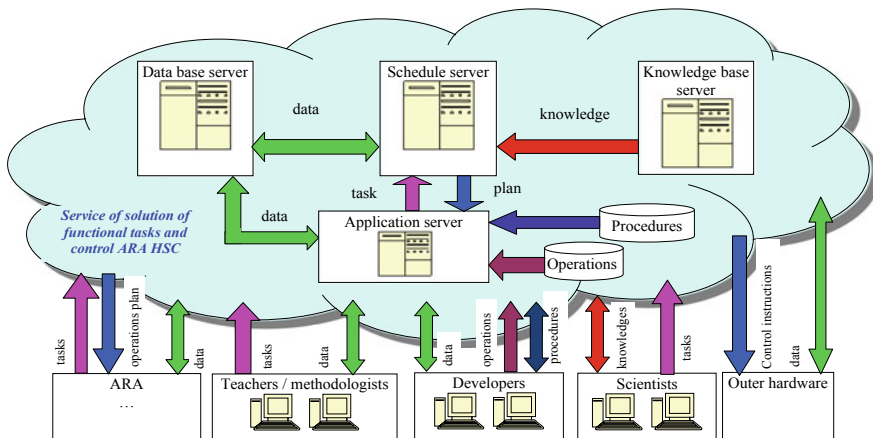 Data base server
Schedule server
Knowledge base
server
data
knowledge
task
plan
data
Application server
Procedures
Operations
Service of solution of
functional tasks and
control ARA HSC
tasks
operations plan
data
tasks
data
data
operations
procedures
knowledges
tasks
Control instructions
data
ARA
…
Teachers / methodologists
Developers
Scientists
Outer hardware